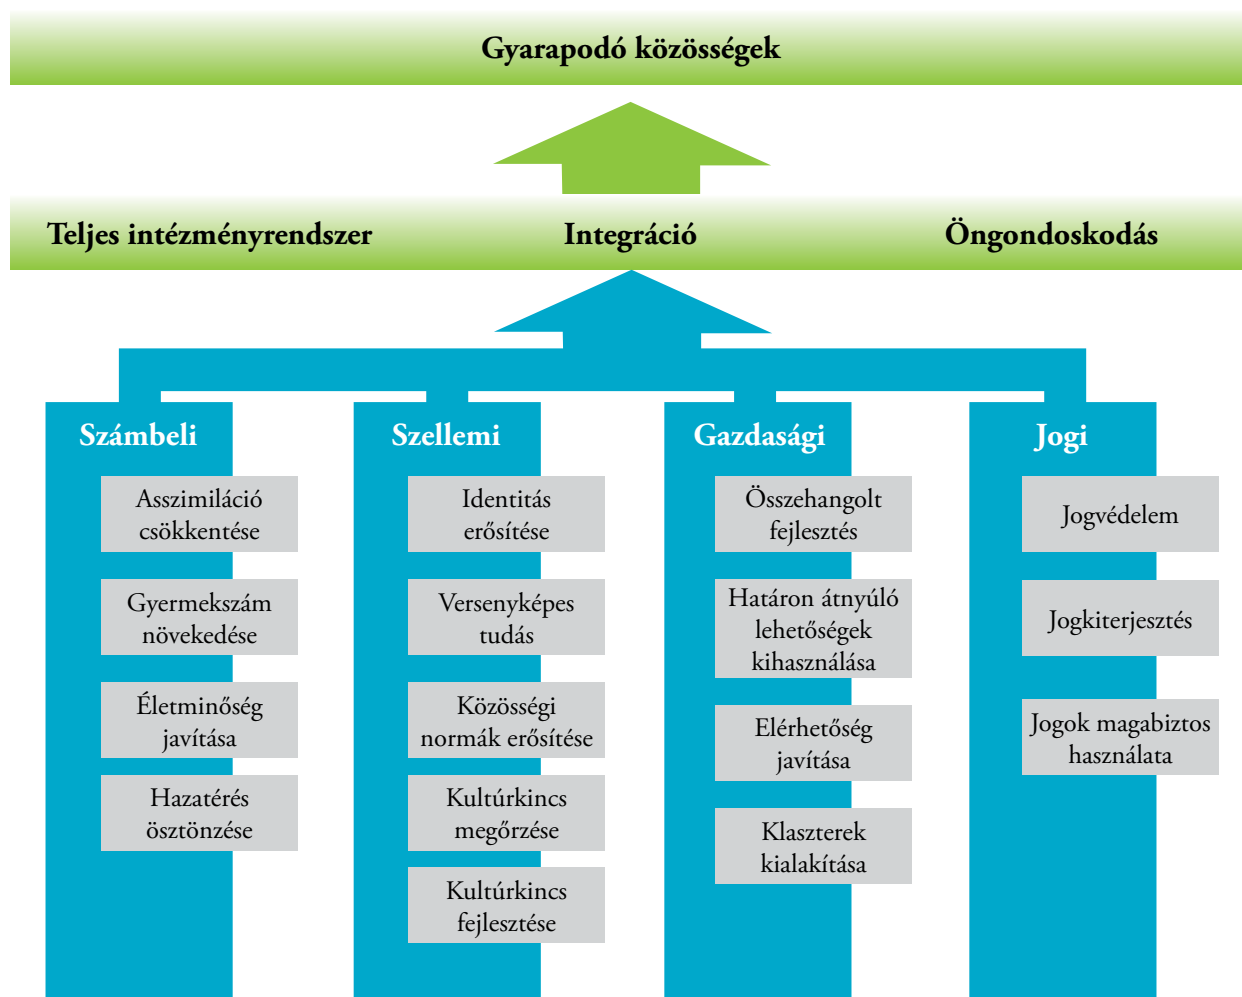 Gyarapodó közösségek
Teljes intézményrendszer
Integráció
Öngondoskodás
Számbeli
Asszimiláció
csökkentése
Gyermekszám
növekedése
Életminőség
javítása
Hazatérés
ösztönzése
Szellemi
Identitás
erősítése
Versenyképes
tudás
Közösségi
normák erősítése
Kultúrkincs
megőrzése
Kultúrkincs
fejlesztése
Gazdasági
Összehangolt
fejlesztés
Határon átnyúló
lehetőségek
kihasználása
Elérhetőség
javítása
Klaszterek
kialakítása
Jogi
Jogvédelem
Jogkiterjesztés
Jogok magabiztos
használata